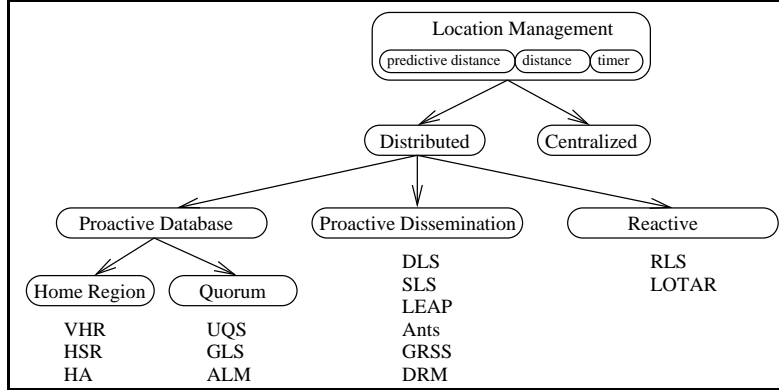 Location Management
predictive distance distance timer
Distributed Centralized
Proactive Database Proactive Dissemination Reactive
Home Region Quorum
DLS
SLS
LEAP
Ants
GRSS
DRM
RLS
LOTAR
VHR
HSR
HA
UQS
GLS
ALM